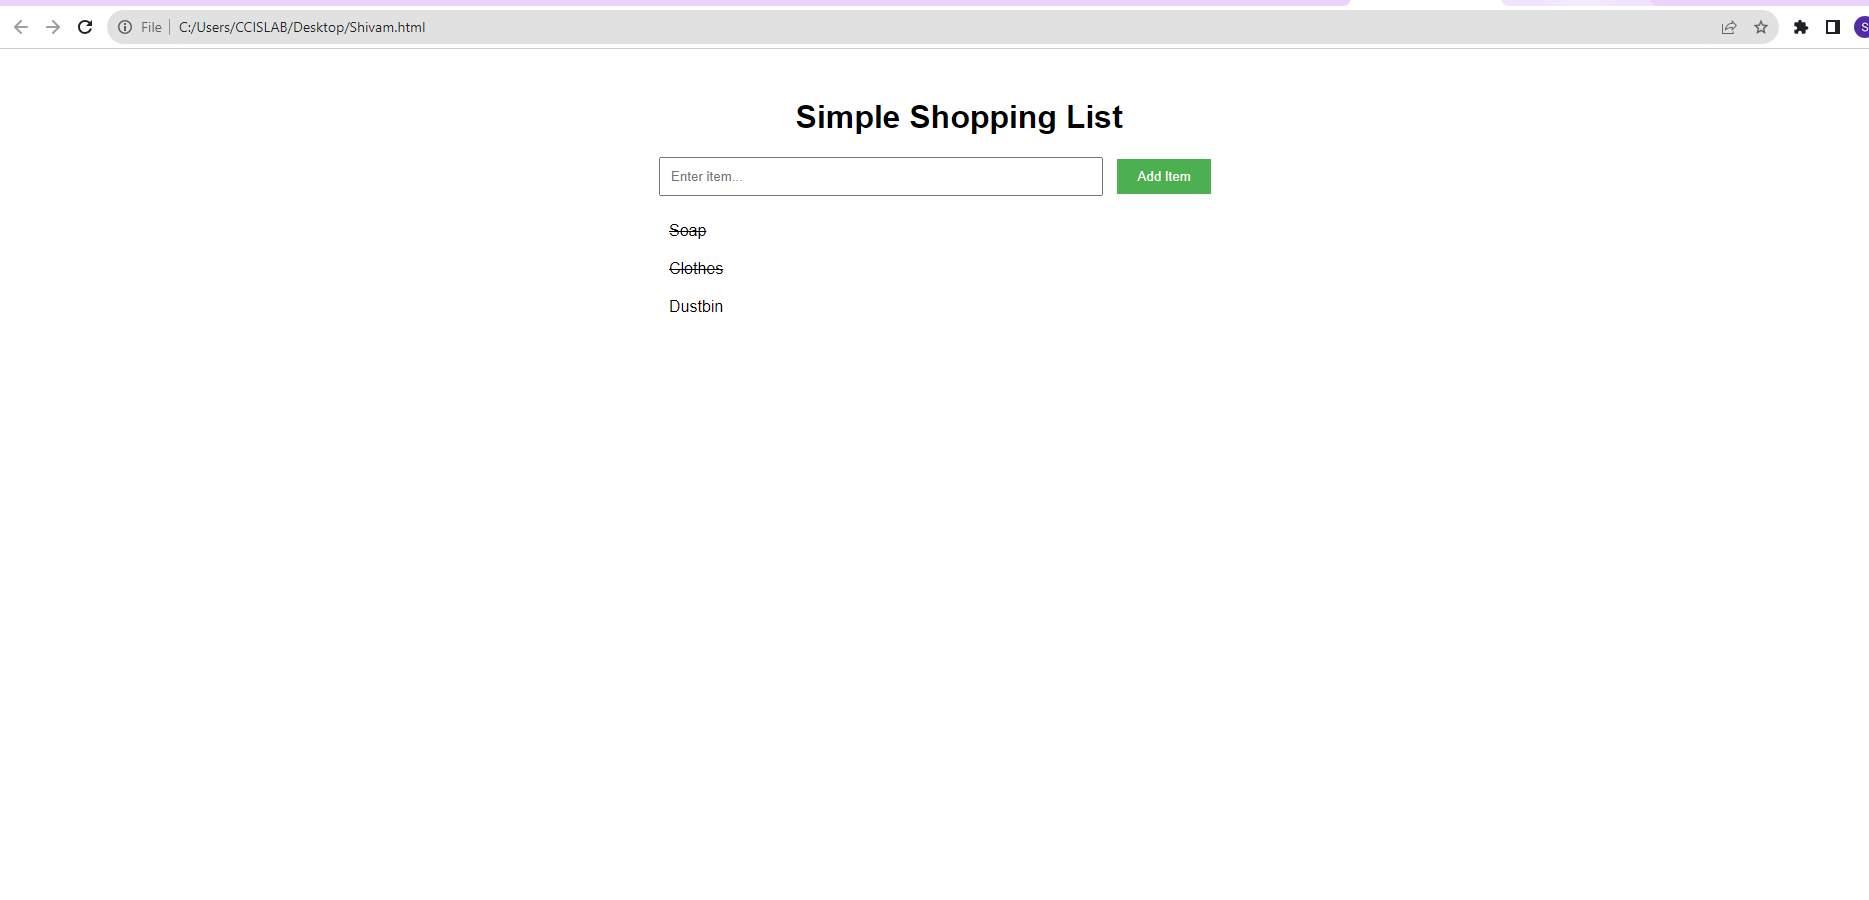 File C:/Users/CCISLAB/Desktop/Shivam.html
S
Simple Shopping List
Enter item... Add Item
Soap
Clothes
Dustbin